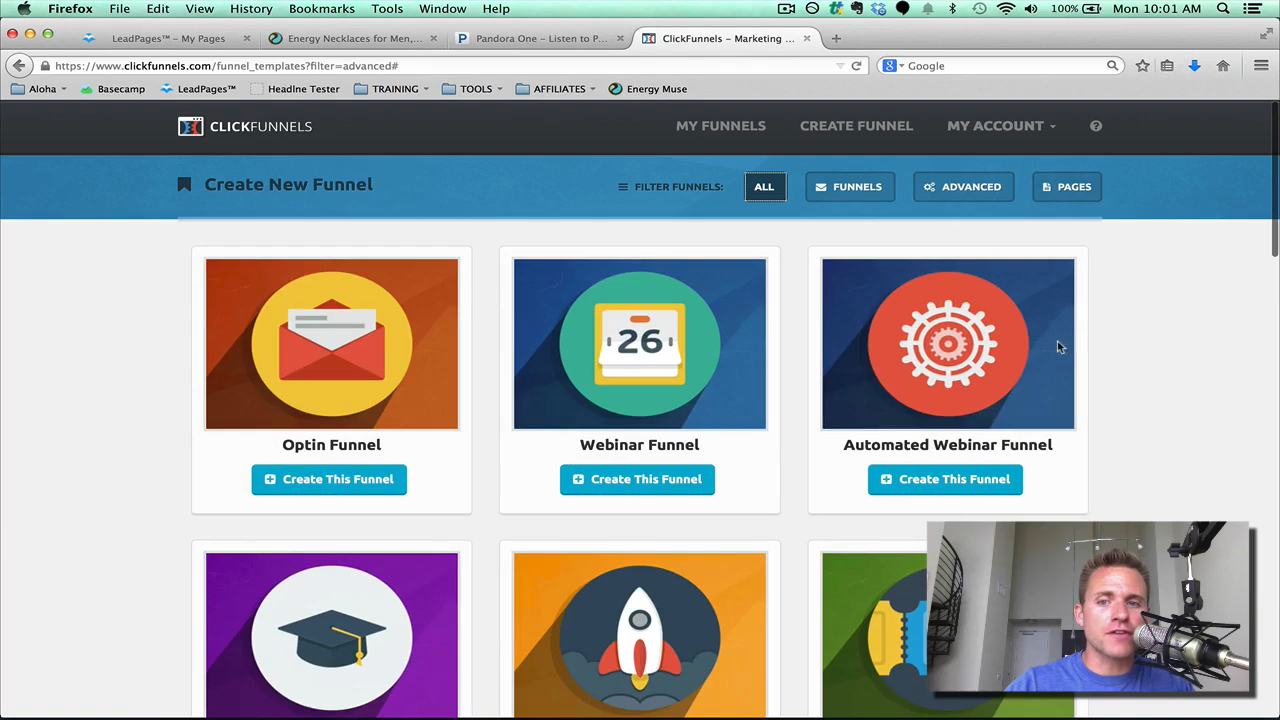 Firefox File Edit View History Bookmarks Tools Window Help 100% Mon 10:01 AM
LeadPages™ – My Pages × Energy Necklaces for Men,... × Pandora One – Listen to P... × ClickFunnels – Marketing ... × +
https://www.clickfunnels.com/funnel_templates?filter=advanced# Google
Aloha Basecamp LeadPages™ Headlne Tester TRAINING TOOLS AFFILIATES Energy Muse
CLICKFUNNELS MY FUNNELS CREATE FUNNEL MY ACCOUNT ?
Create New Funnel FILTER FUNNELS: ALL FUNNELS ADVANCED PAGES
26
Optin Funnel Webinar Funnel Automated Webinar Funnel
Create This Funnel Create This Funnel Create This Funnel